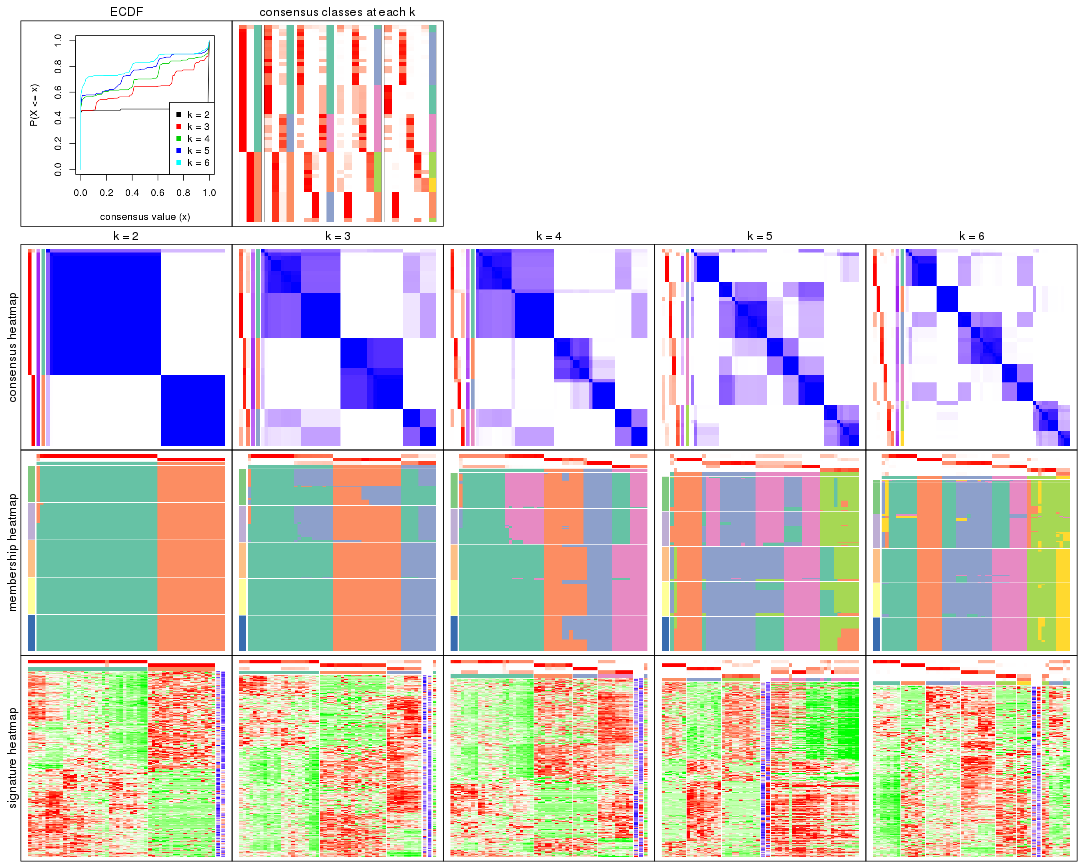 ECDF
consensus classes at each k
P(X <= x)
0.0
0.2
0.4
0.6
0.8
1.0
k = 2
k = 3
k = 4
k = 5
k = 6
0.0 0.2 0.4 0.6 0.8 1.0
consensus value (x)
k = 2
k = 3
k = 4
k = 5
k = 6
consensus heatmap
membership heatmap
signature heatmap